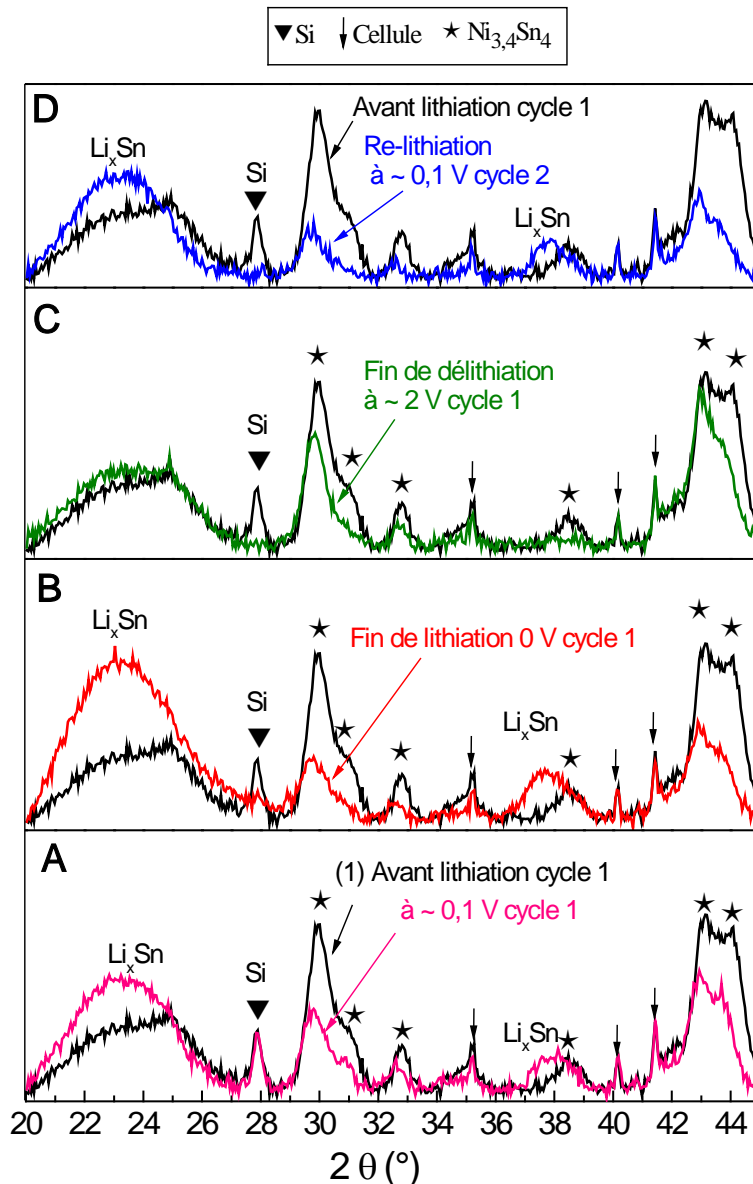 ▼Si ↓Cellule ★ Ni3,4Sn4
D
Avant lithiation cycle 1
LixSn
Re-lithiation
à ~ 0,1 V cycle 2
Si
LixSn
C
Fin de délithiation
à ~ 2 V cycle 1
Si
B
LixSn
Fin de lithiation 0 V cycle 1
Si
LixSn
A
(1) Avant lithiation cycle 1
à ~ 0,1 V cycle 1
LixSn
Si
LixSn
20 22 24 26 28 30 32 34 36 38 40 42 44
2 θ (°)